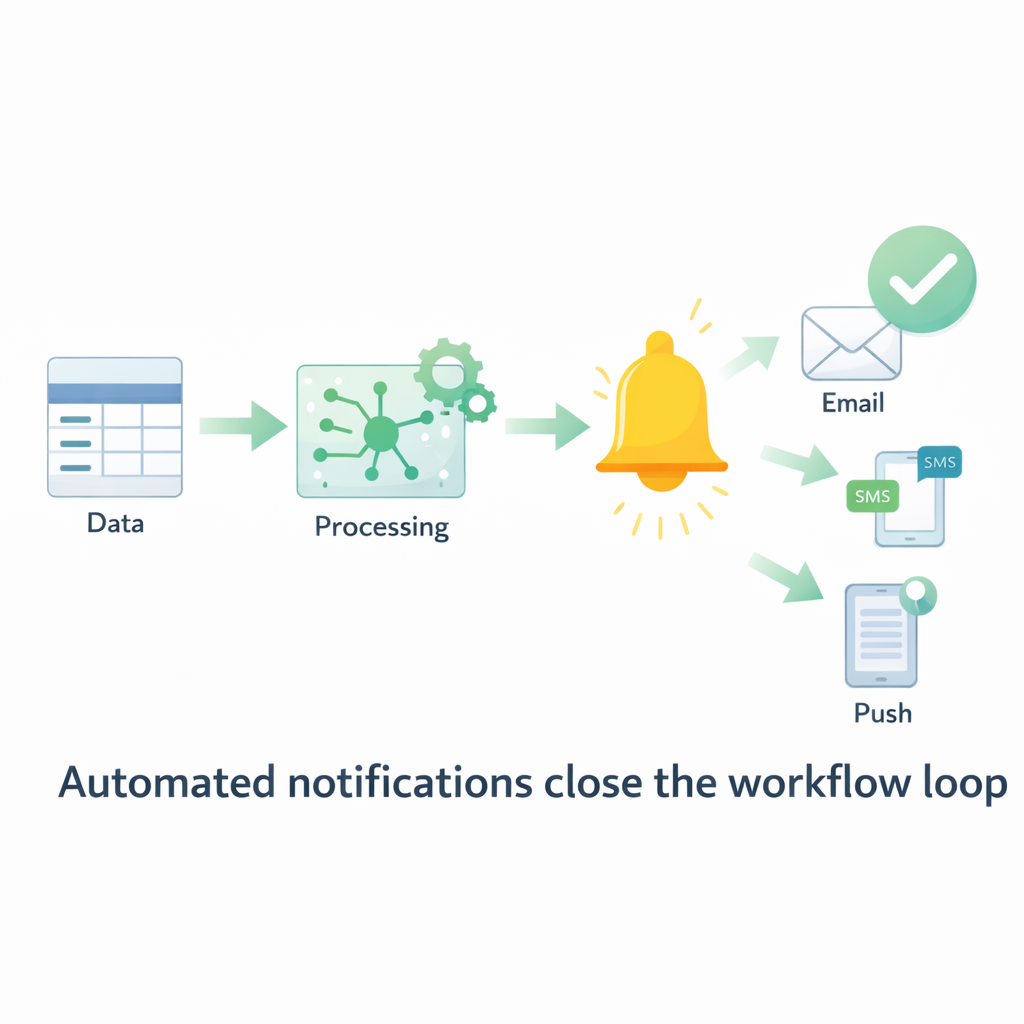 Data
Processing
Email
SMS
SMS
Push
Automated notifications close the workflow loop